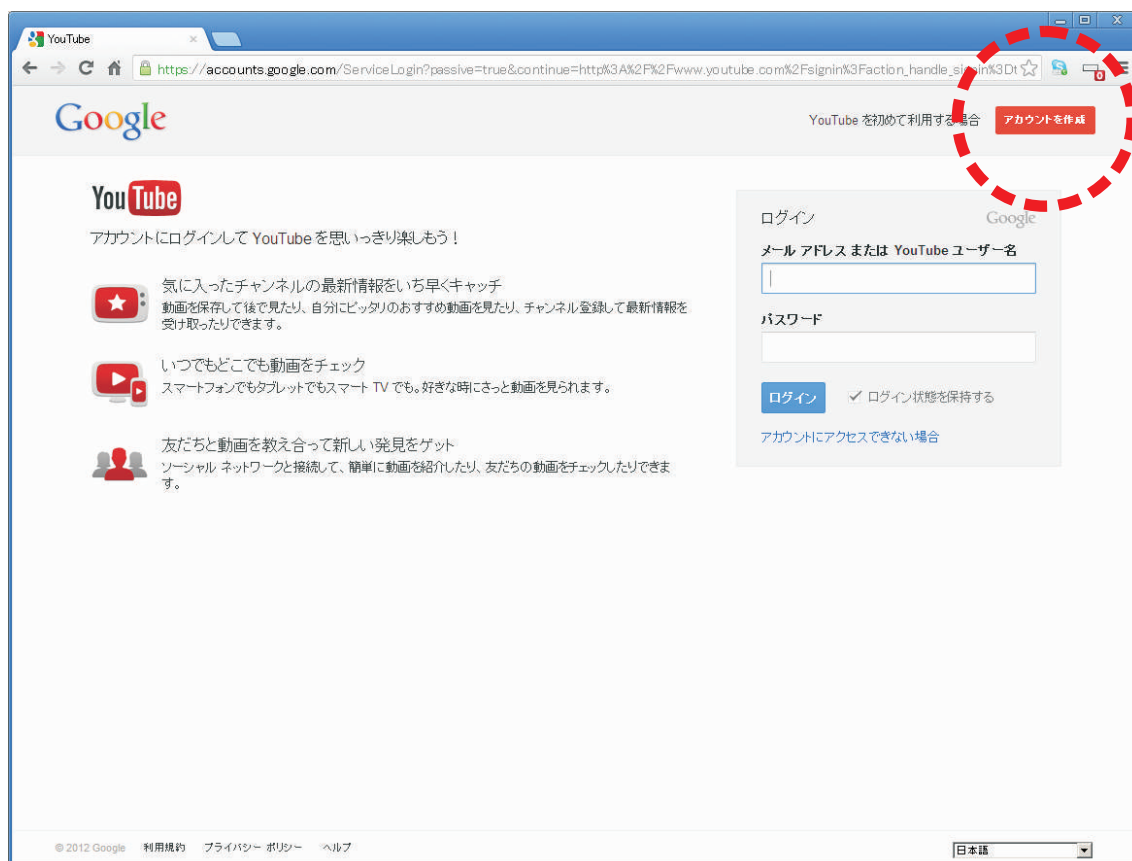 YouTube
https://accounts.google.com/ServiceLogin?passive=true&continue=http%3A%2F%2Fwww.youtube.com%2Fsignin%3Faction_handle_signin%3Dt
0
Google
YouTube を初めて利用する場合 アカウントを作成
YouTube
アカウントにログインして YouTube を思いっきり楽しもう！
気に入ったチャンネルの最新情報をいち早くキャッチ
動画を保存して後で見たり、自分にピッタリのおすすめ動画を見たり、チャンネル登録して最新情報を
受け取ったりできます。
いつでもどこでも動画をチェック
スマートフォンでもタブレットでもスマート TV でも。好きな時にさっと動画を見られます。
友だちと動画を教え合って新しい発見をゲット
ソーシャル ネットワークと接続して、簡単に動画を紹介したり、友だちの動画をチェックしたりできま
す。
ログイン Google
メール アドレス または YouTube ユーザー名
パスワード
ログイン ログイン状態を保持する
アカウントにアクセスできない場合
© 2012 Google 利用規約 プライバシー ポリシー ヘルプ
日本語